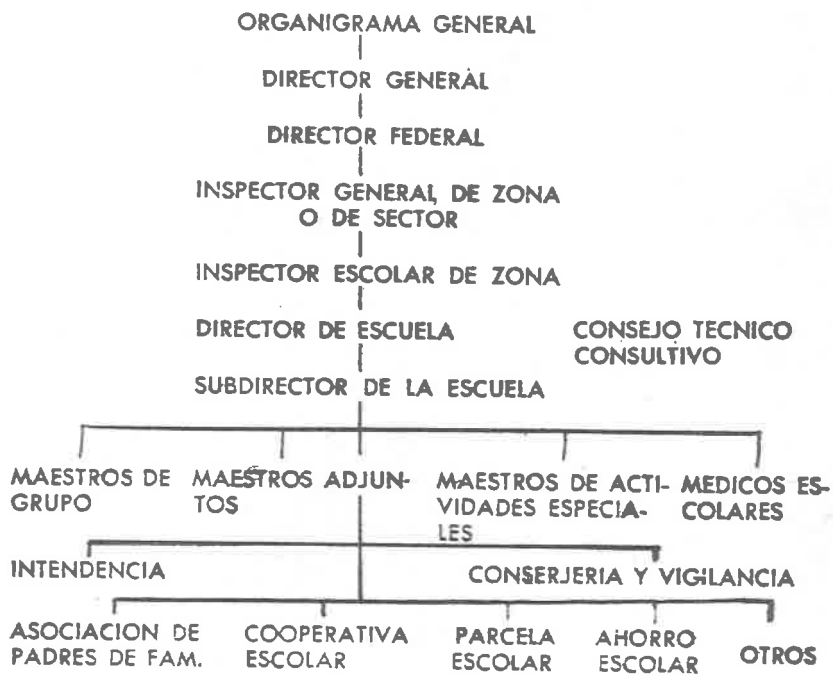 ORGANIGRAMA GENERAL
DIRECTOR GENERAL
DIRECTOR FEDERAL
INSPECTOR GENERAL DE ZONA
O DE SECTOR
INSPECTOR ESCOLAR DE ZONA
DIRECTOR DE ESCUELA
CONSEJO TECNICO
CONSULTIVO
SUBDIRECTOR DE LA ESCUELA
MAESTROS DE
GRUPO
MAESTROS ADJUN-
TOS
MAESTROS DE ACTI-
VIDADES ESPECIA-
LES
MEDICOS ES-
COLARES
INTENDENCIA
CONSERJERIA Y VIGILANCIA
ASOCIACION DE
PADRES DE FAM.
COOPERATIVA
ESCOLAR
PARCELA
ESCOLAR
AHORRO
ESCOLAR
OTROS